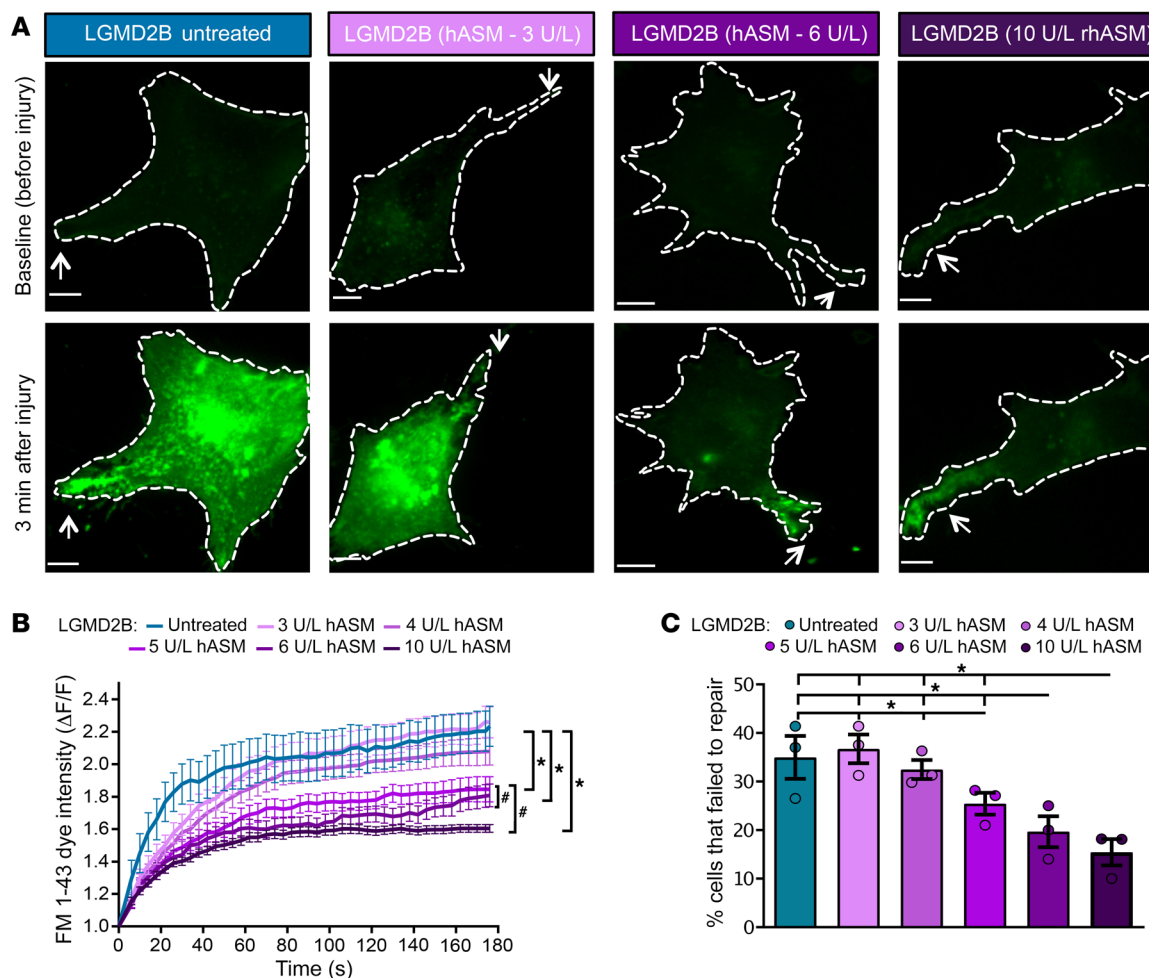 A
LGMD2B untreated
LGMD2B (hASM - 3 U/L)
LGMD2B (hASM - 6 U/L)
LGMD2B (10 U/L rhASM)
Baseline (before injury)
3 min after injury
B
LGMD2B: Untreated 3 U/L hASM 4 U/L hASM
5 U/L hASM 6 U/L hASM 10 U/L hASM
FM 1-43 dye intensity (ΔF/F)
2.4
2.2
2.0
1.8
1.6
1.4
1.2
1.0
0 20 40 60 80 100 120 140 160 180
Time (s)
* * *
# #
C
LGMD2B: Untreated 3 U/L hASM 4 U/L hASM
5 U/L hASM 6 U/L hASM 10 U/L hASM
% cells that failed to repair
50
40
30
20
10
0
*
*
*